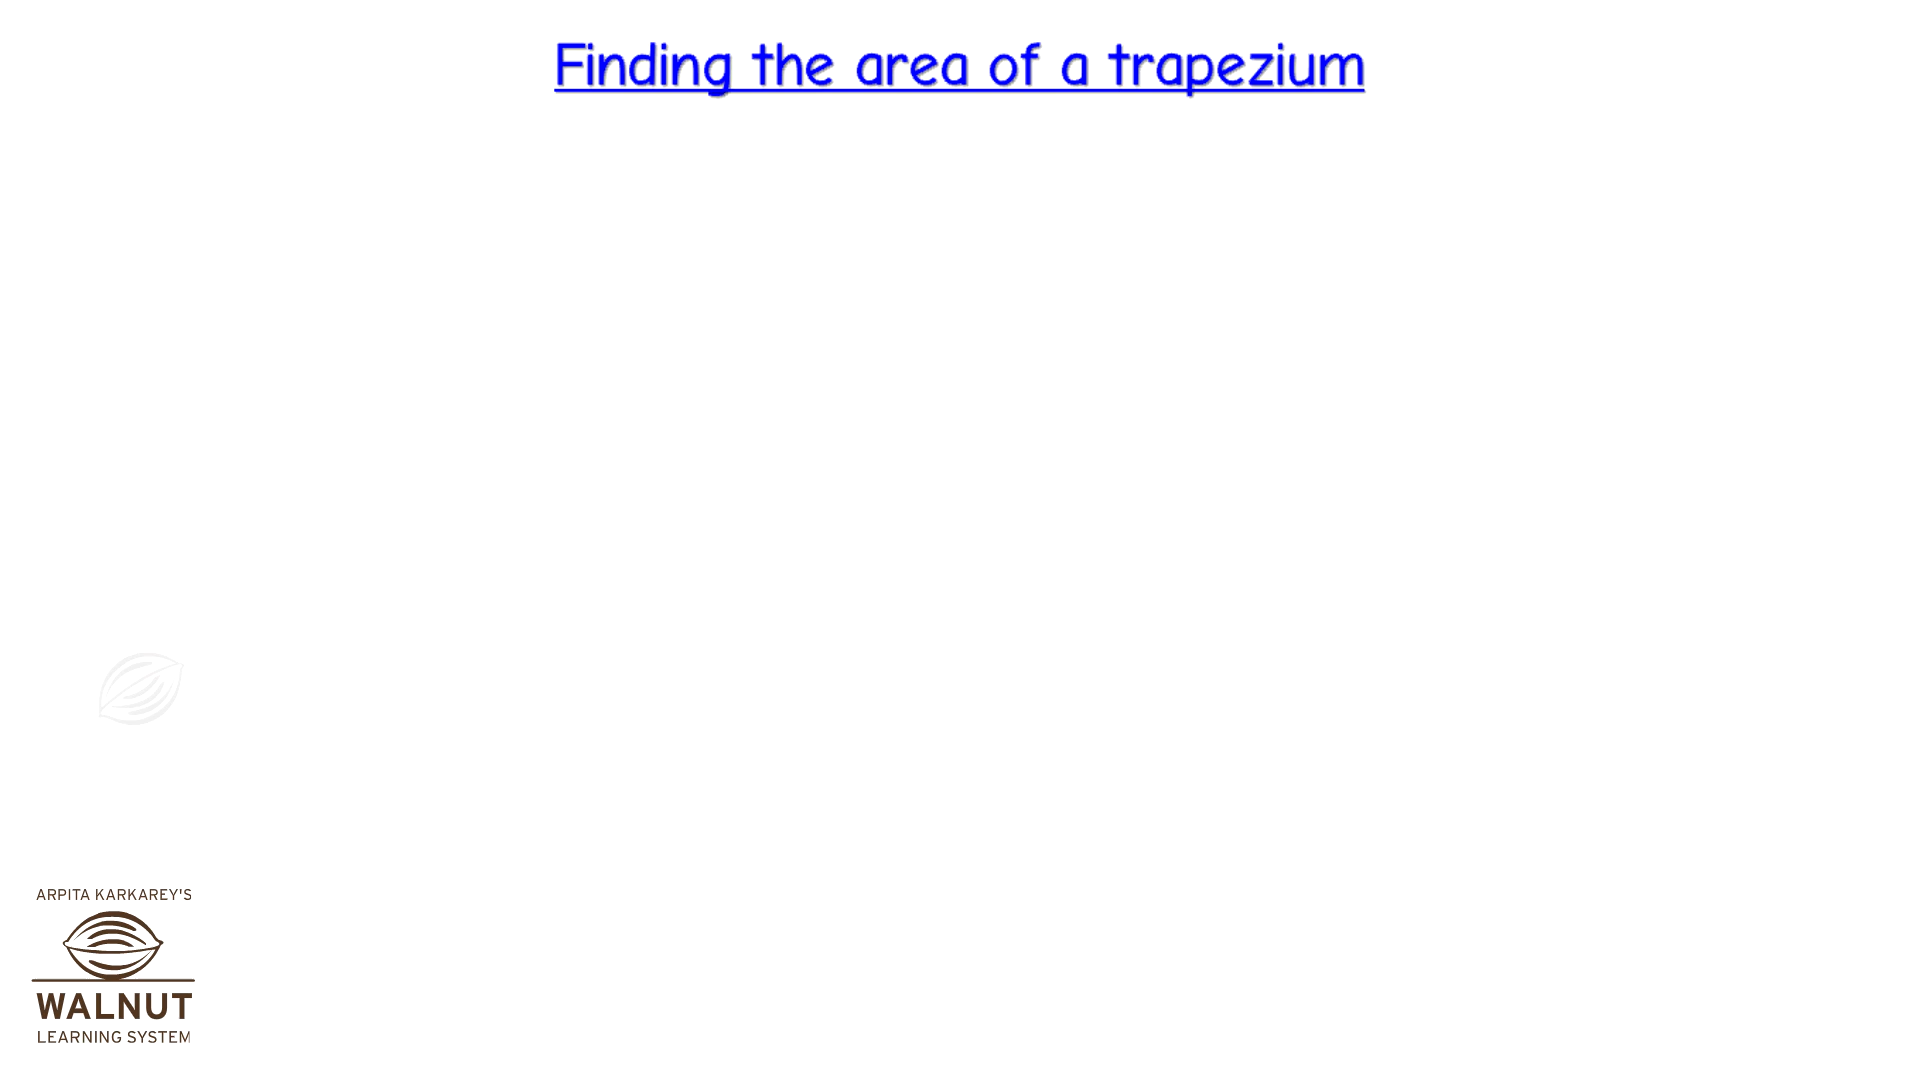 Finding the area of a trapezium
ARPITA KARKAREY'S
WALNUT
LEARNING SYSTEM